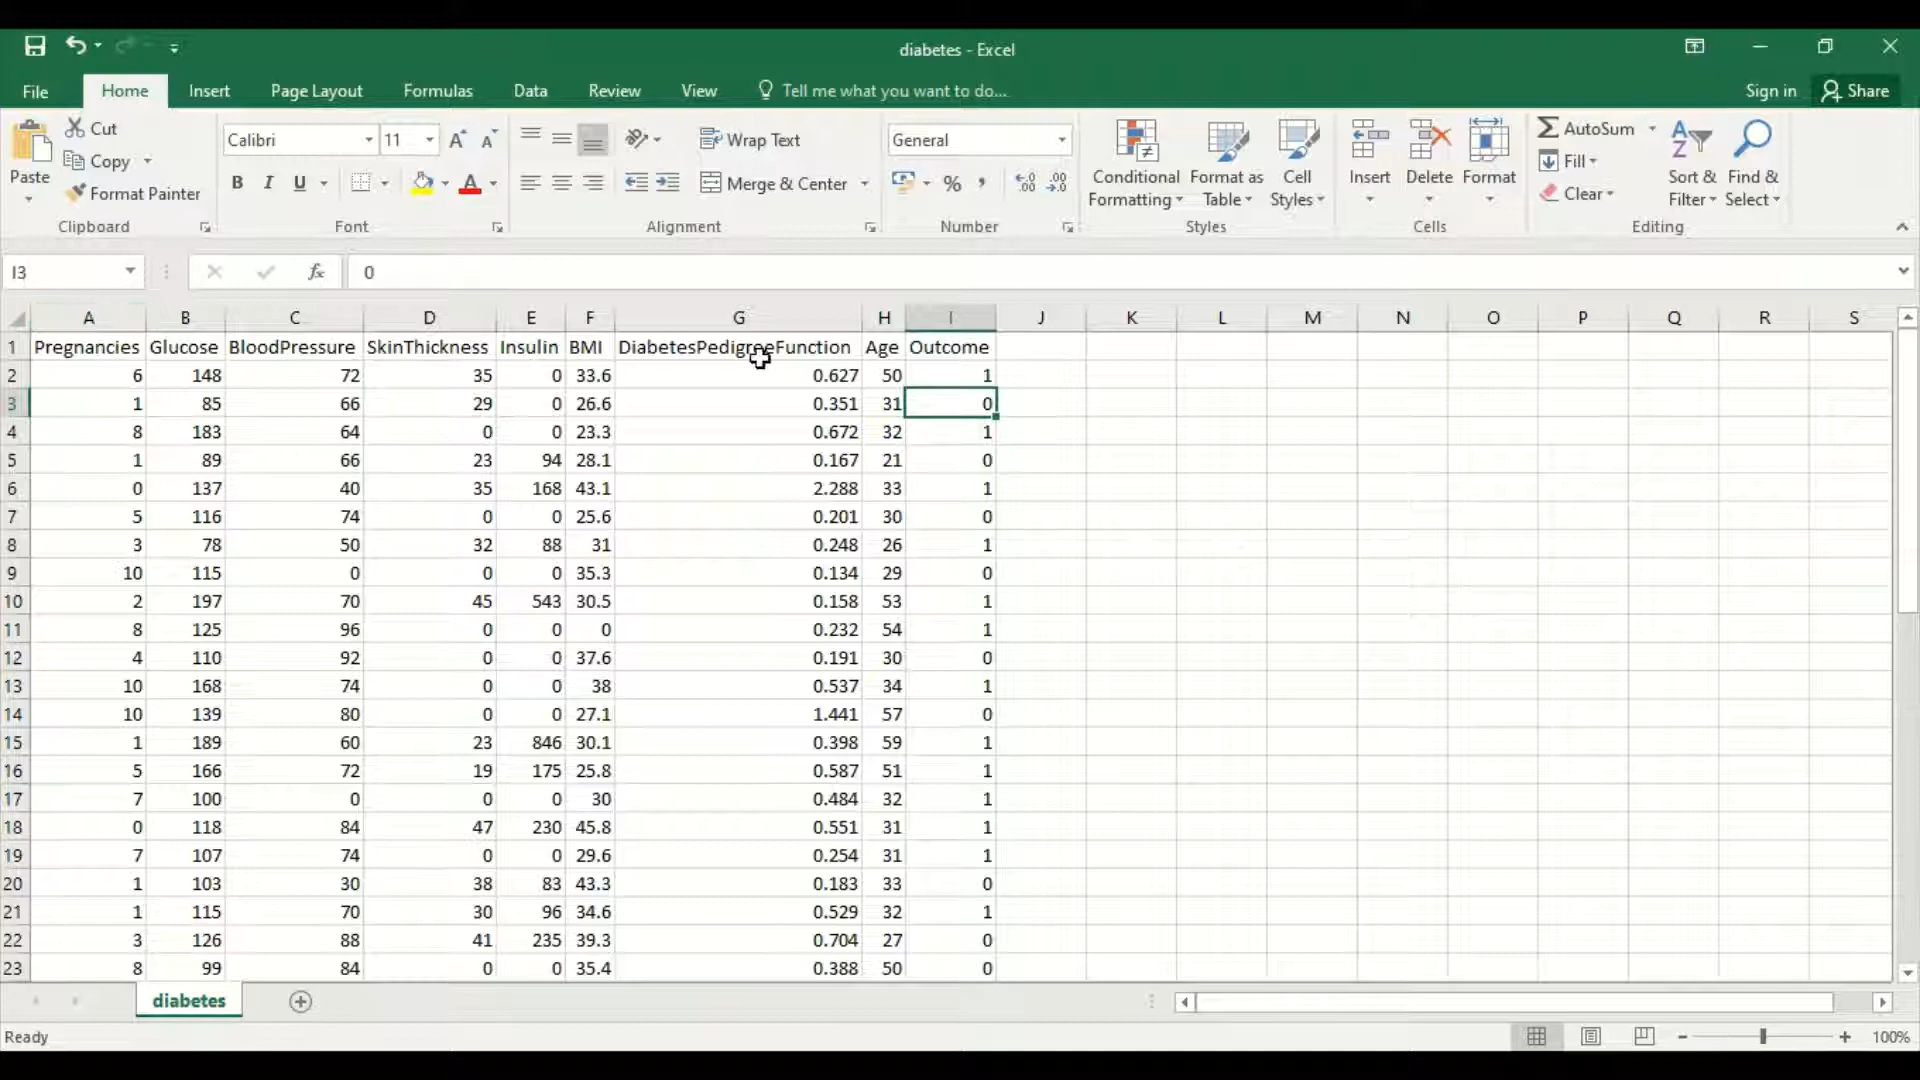 diabetes - Excel
File Home Insert Page Layout Formulas Data Review View Tell me what you want to do... Sign in Share
Paste
Cut
Copy
Format Painter
Clipboard
Calibri 11
B I U
Font
Wrap Text
Merge & Center
Alignment
General
%
Number
Conditional Formatting
Format as Table
Cell Styles
Styles
Insert
Delete
Format
Cells
AutoSum
Fill
Clear
Sort & Filter
Find & Select
Editing
I3 fx 0
A B C D E F G H I J K L M N O P Q R S
1 Pregnancies Glucose BloodPressure SkinThickness Insulin BMI DiabetesPedigreeFunction Age Outcome
2 6 148 72 35 0 33.6 0.627 50 1
3 1 85 66 29 0 26.6 0.351 31 0
4 8 183 64 0 0 23.3 0.672 32 1
5 1 89 66 23 94 28.1 0.167 21 0
6 0 137 40 35 168 43.1 2.288 33 1
7 5 116 74 0 0 25.6 0.201 30 0
8 3 78 50 32 88 31 0.248 26 1
9 10 115 0 0 0 35.3 0.134 29 0
10 2 197 70 45 543 30.5 0.158 53 1
11 8 125 96 0 0 0 0.232 54 1
12 4 110 92 0 0 37.6 0.191 30 0
13 10 168 74 0 0 38 0.537 34 1
14 10 139 80 0 0 27.1 1.441 57 0
15 1 189 60 23 846 30.1 0.398 59 1
16 5 166 72 19 175 25.8 0.587 51 1
17 7 100 0 0 0 30 0.484 32 1
18 0 118 84 47 230 45.8 0.551 31 1
19 7 107 74 0 0 29.6 0.254 31 1
20 1 103 30 38 83 43.3 0.183 33 0
21 1 115 70 30 96 34.6 0.529 32 1
22 3 126 88 41 235 39.3 0.704 27 0
23 8 99 84 0 0 35.4 0.388 50 0
diabetes
Ready 100%